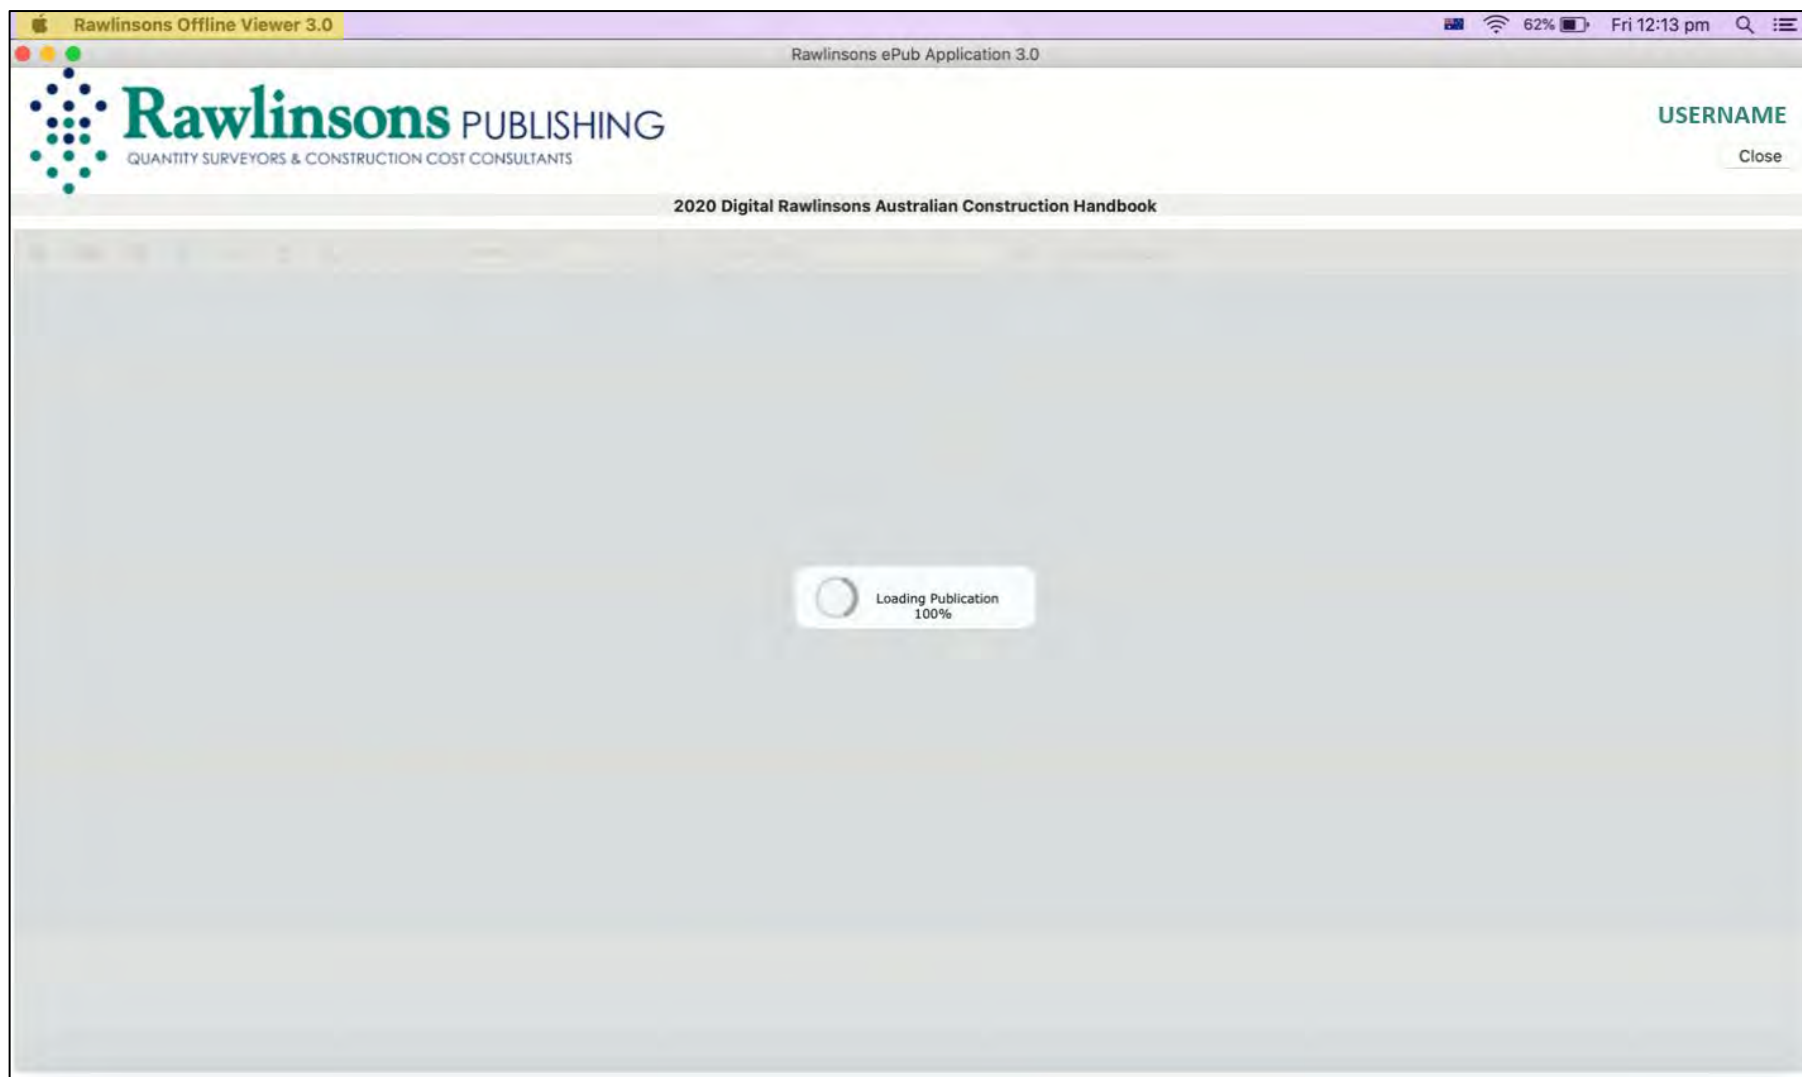 Rawlinsons Offline Viewer 3.0 62% Fri 12:13 pm
Rawlinsons ePub Application 3.0
Rawlinsons PUBLISHING
QUANTITY SURVEYORS & CONSTRUCTION COST CONSULTANTS
USERNAME
Close
2020 Digital Rawlinsons Australian Construction Handbook
Loading Publication
100%